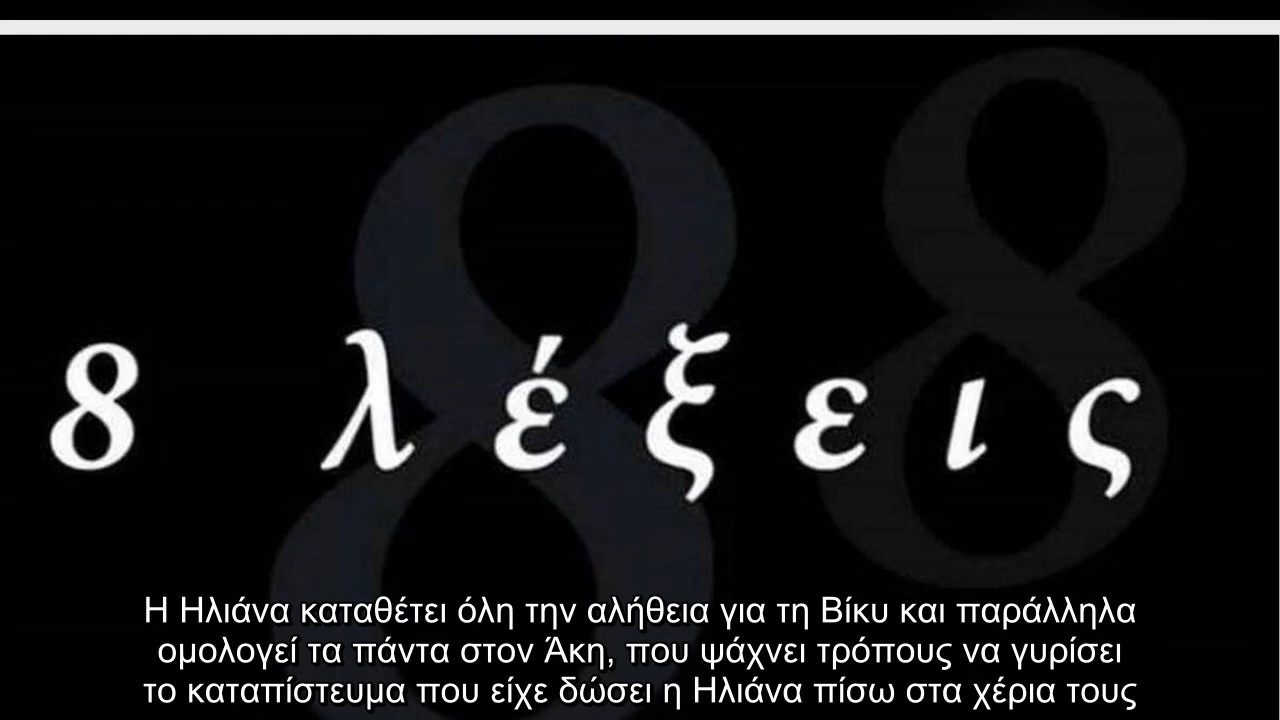 8 λέξεις
Η Ηλιάνα καταθέτει όλη την αλήθεια για τη Βίκυ και παράλληλα
ομολογεί τα πάντα στον Άκη, που ψάχνει τρόπους να γυρίσει
το καταπίστευμα που είχε δώσει η Ηλιάνα πίσω στα χέρια τους